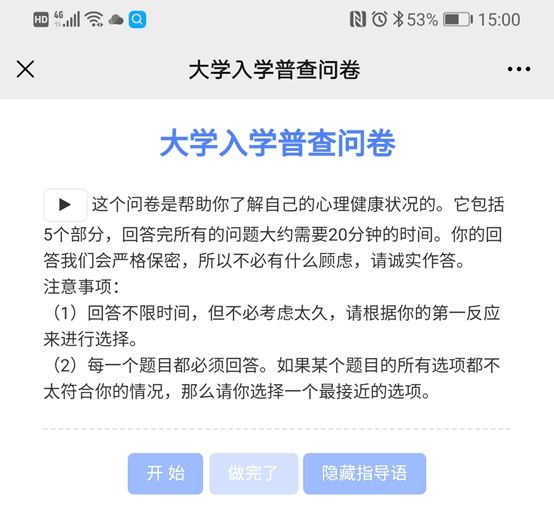 HD 4G 53% 15:00
大学入学普查问卷
大学入学普查问卷
这个问卷是帮助你了解自己的心理健康状况的。它包括
5个部分，回答完所有的问题大约需要20分钟的时间。你的回
答我们会严格保密，所以不必有什么顾虑，请诚实作答。
注意事项：
（1）回答不限时间，但不必考虑太久，请根据你的第一反应
来进行选择。
（2）每一个题目都必须回答。如果某个题目的所有选项都不
太符合你的情况，那么请你选择一个最接近的选项。
开 始 做完了 隐藏指导语